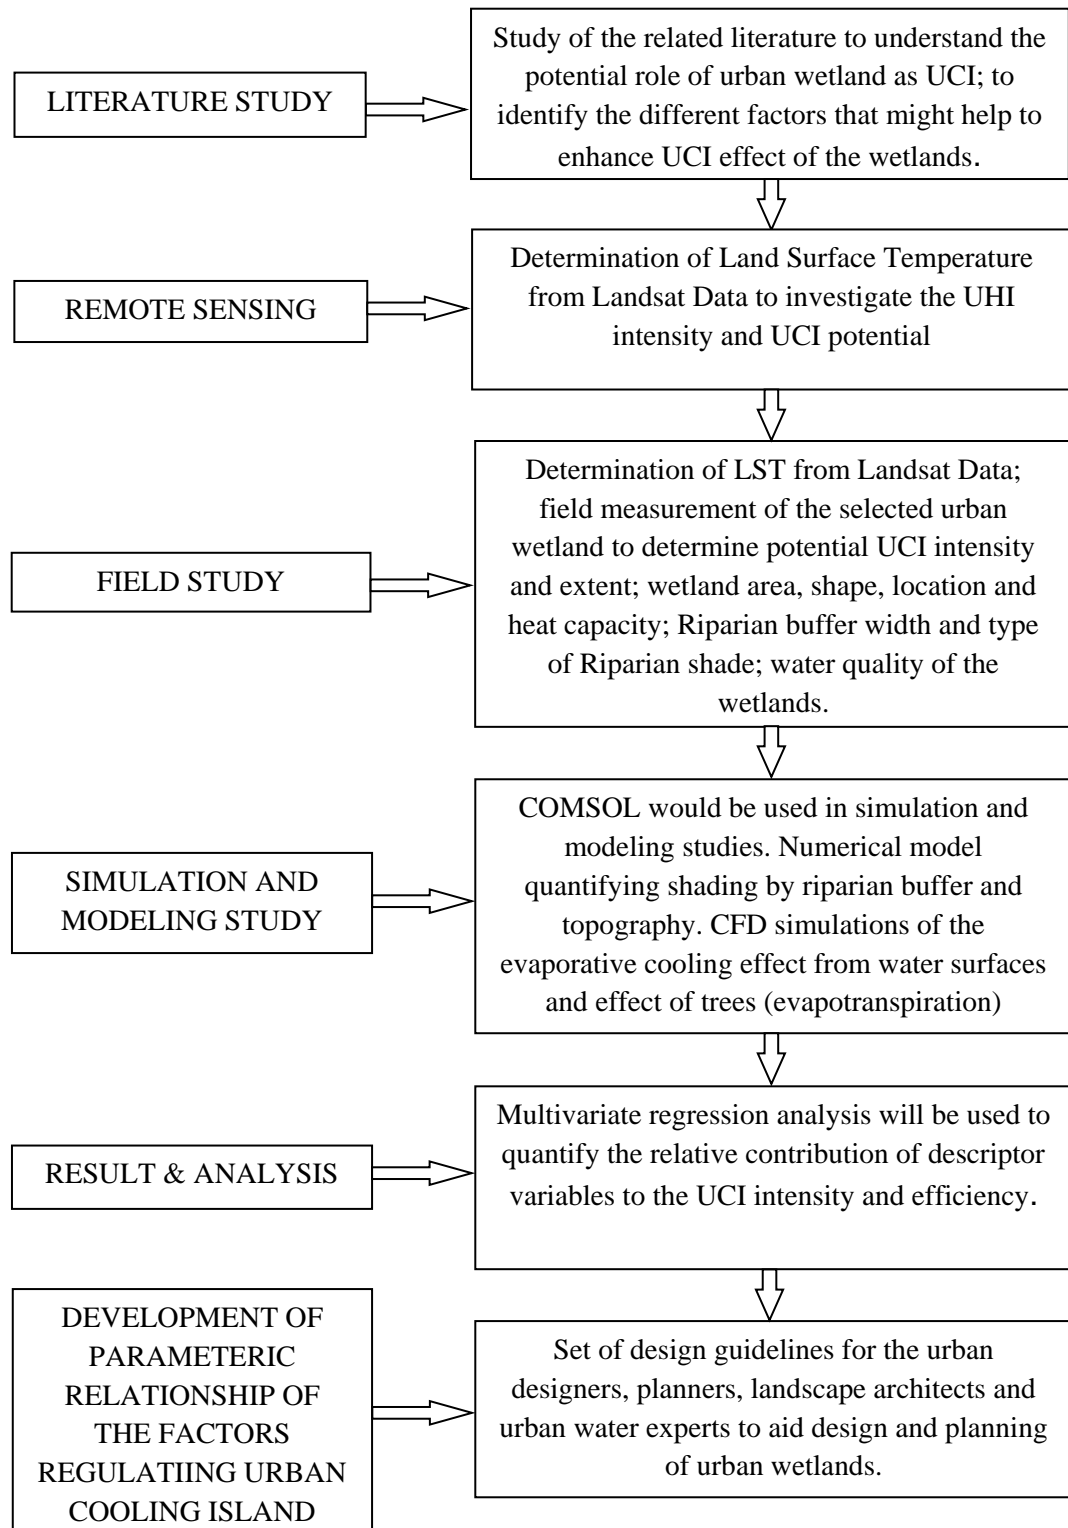 LITERATURE STUDY
Study of the related literature to understand the
potential role of urban wetland as UCI; to
identify the different factors that might help to
enhance UCI effect of the wetlands.
REMOTE SENSING
Determination of Land Surface Temperature
from Landsat Data to investigate the UHI
intensity and UCI potential
FIELD STUDY
Determination of LST from Landsat Data;
field measurement of the selected urban
wetland to determine potential UCI intensity
and extent; wetland area, shape, location and
heat capacity; Riparian buffer width and type
of Riparian shade; water quality of the
wetlands.
SIMULATION AND
MODELING STUDY
COMSOL would be used in simulation and
modeling studies. Numerical model
quantifying shading by riparian buffer and
topography. CFD simulations of the
evaporative cooling effect from water surfaces
and effect of trees (evapotranspiration)
RESULT & ANALYSIS
Multivariate regression analysis will be used to
quantify the relative contribution of descriptor
variables to the UCI intensity and efficiency.
DEVELOPMENT OF
PARAMETERIC
RELATIONSHIP OF
THE FACTORS
REGULATIING URBAN
COOLING ISLAND
Set of design guidelines for the urban
designers, planners, landscape architects and
urban water experts to aid design and planning
of urban wetlands.